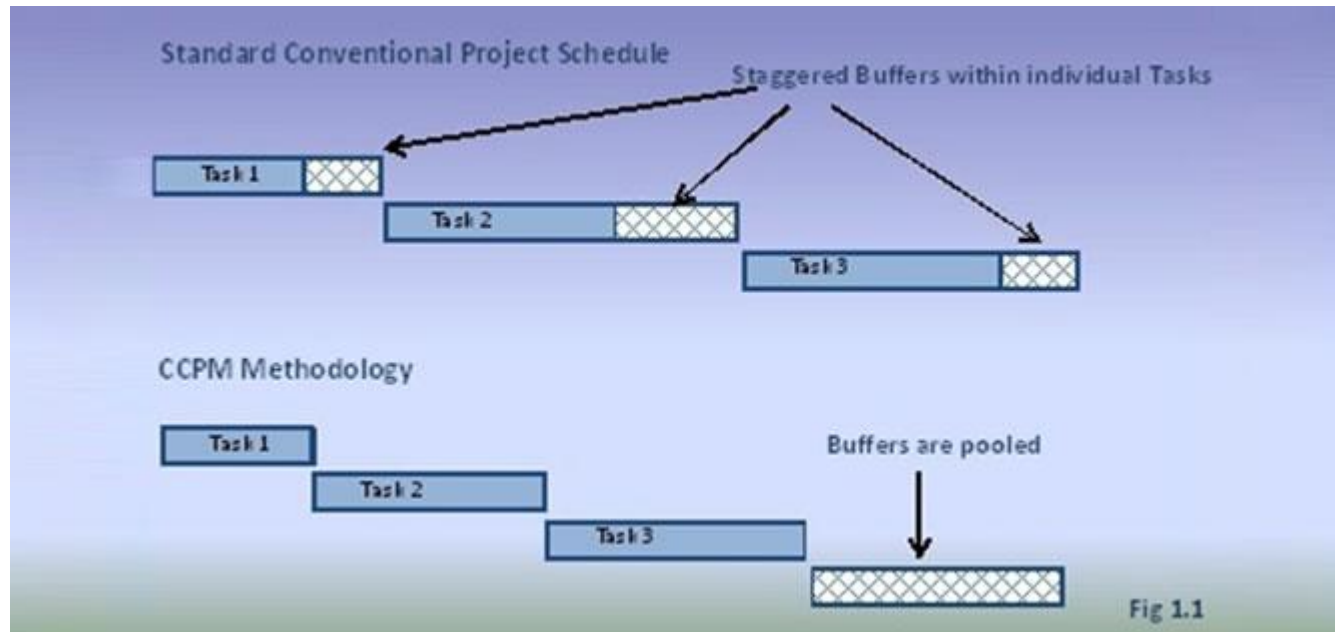 Standard Conventional Project Schedule
Staggered Buffers within individual Tasks
Task 1
Task 2
Task 3
CCPM Methodology
Task 1
Buffers are pooled
Task 2
Task 3
Fig 1.1